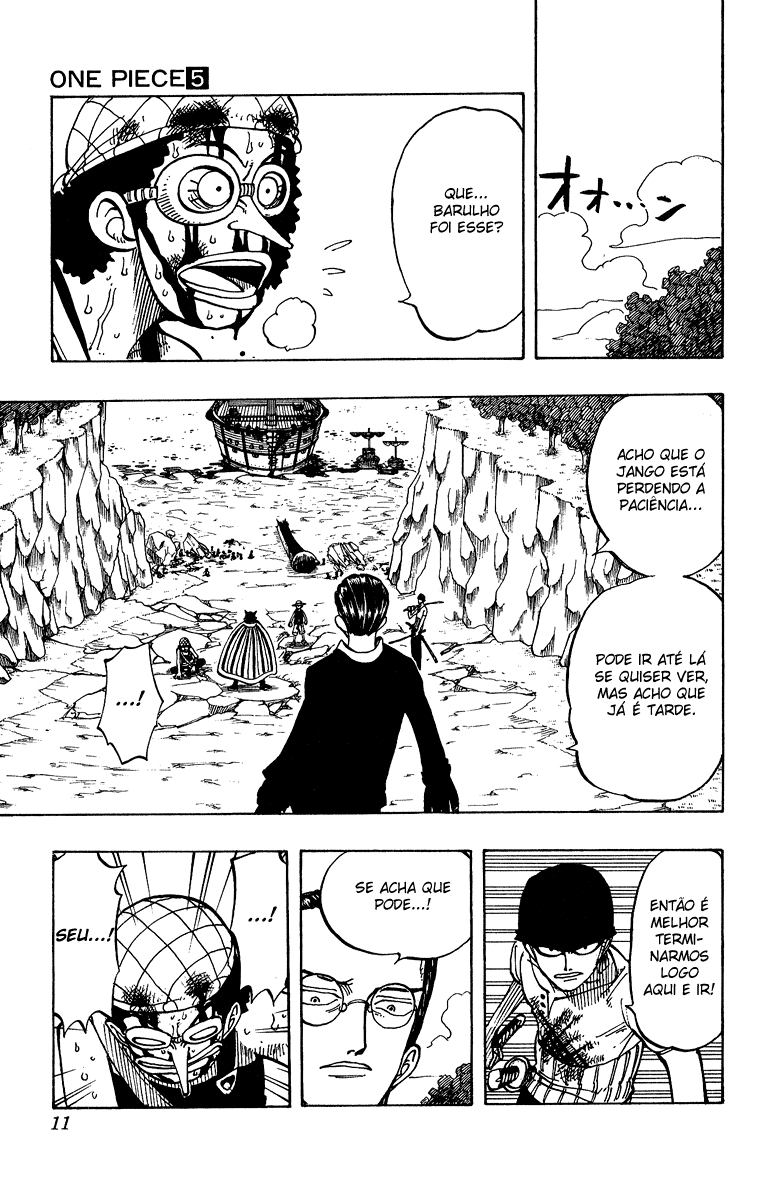 ONE PIECE 5
オオ...ン
QUE...
BARULHO
FOI ESSE?
ACHO QUE O
JANGO ESTÁ
PERDENDO A
PACIÊNCIA...
PODE IR ATÉ LÁ
SE QUISER VER,
MAS ACHO QUE
JÁ É TARDE.
...!
ENTÃO É
MELHOR
TERMI-
NARMOS
LOGO
AQUI E IR!
SE ACHA QUE
PODE...!
...!
SEU...!
11